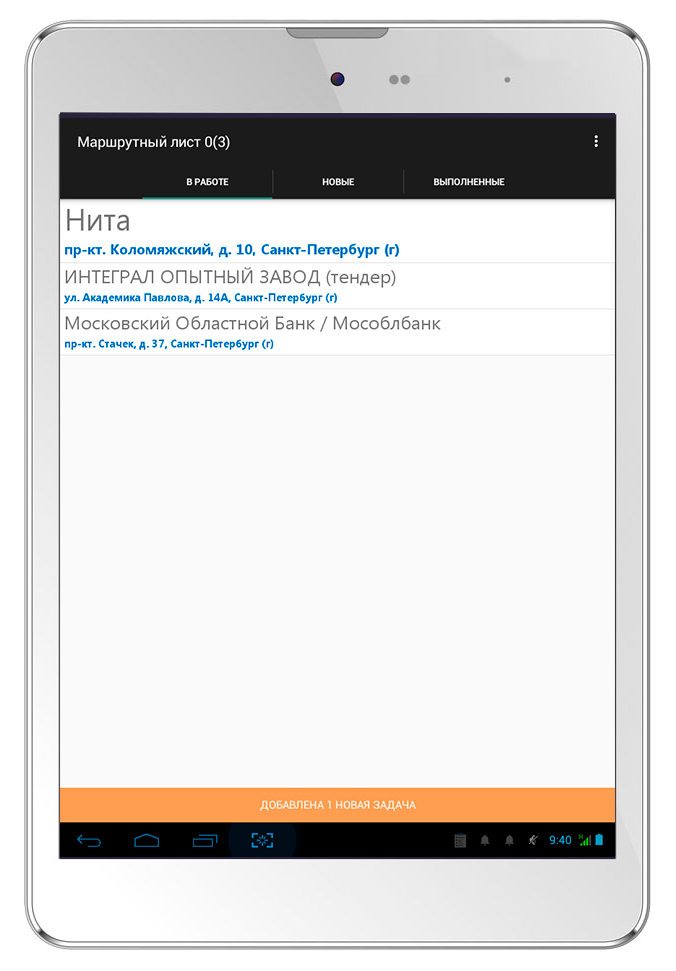 Маршрутный лист 0(3)
В РАБОТЕ
НОВЫЕ
ВЫПОЛНЕННЫЕ
Нита
пр-кт. Коломяжский, д. 10, Санкт-Петербург (г)
ИНТЕГРАЛ ОПЫТНЫЙ ЗАВОД (тендер)
ул. Академика Павлова, д. 14А, Санкт-Петербург (г)
Московский Областной Банк / Мособлбанк
пр-кт. Стачек, д. 37, Санкт-Петербург (г)
ДОБАВЛЕНА 1 НОВАЯ ЗАДАЧА
9:40
H